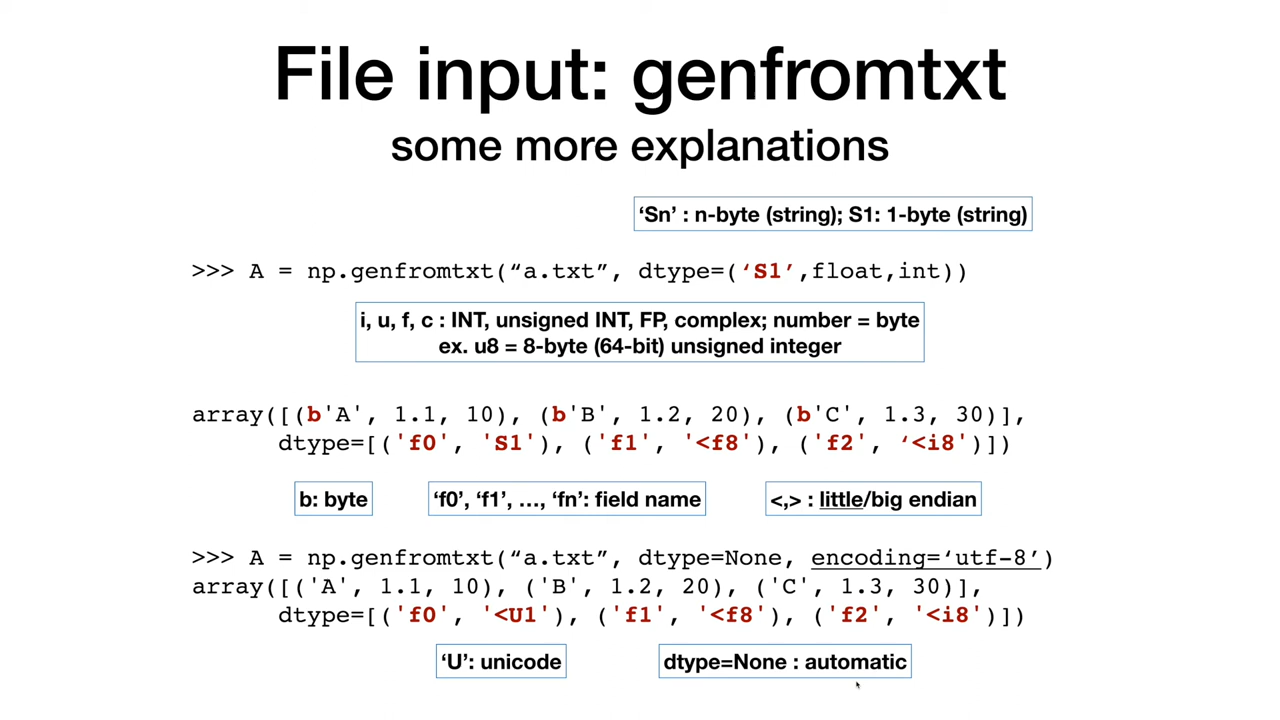 File input: genfromtxt
some more explanations
‘Sn’ : n-byte (string); S1: 1-byte (string)
>>> A = np.genfromtxt(“a.txt”, dtype=(‘S1’,float,int))
i, u, f, c : INT, unsigned INT, FP, complex; number = byte
ex. u8 = 8-byte (64-bit) unsigned integer
array([(b'A', 1.1, 10), (b'B', 1.2, 20), (b'C', 1.3, 30)],
dtype=[('f0', 'S1'), ('f1', '<f8'), ('f2', ‘<i8')])
b: byte
‘f0’, ‘f1’, …, ‘fn’: field name
<,> : little/big endian
>>> A = np.genfromtxt(“a.txt”, dtype=None, encoding=‘utf-8’)
array([('A', 1.1, 10), ('B', 1.2, 20), ('C', 1.3, 30)],
dtype=[('f0', '<U1'), ('f1', '<f8'), ('f2', '<i8')])
‘U’: unicode
dtype=None : automatic